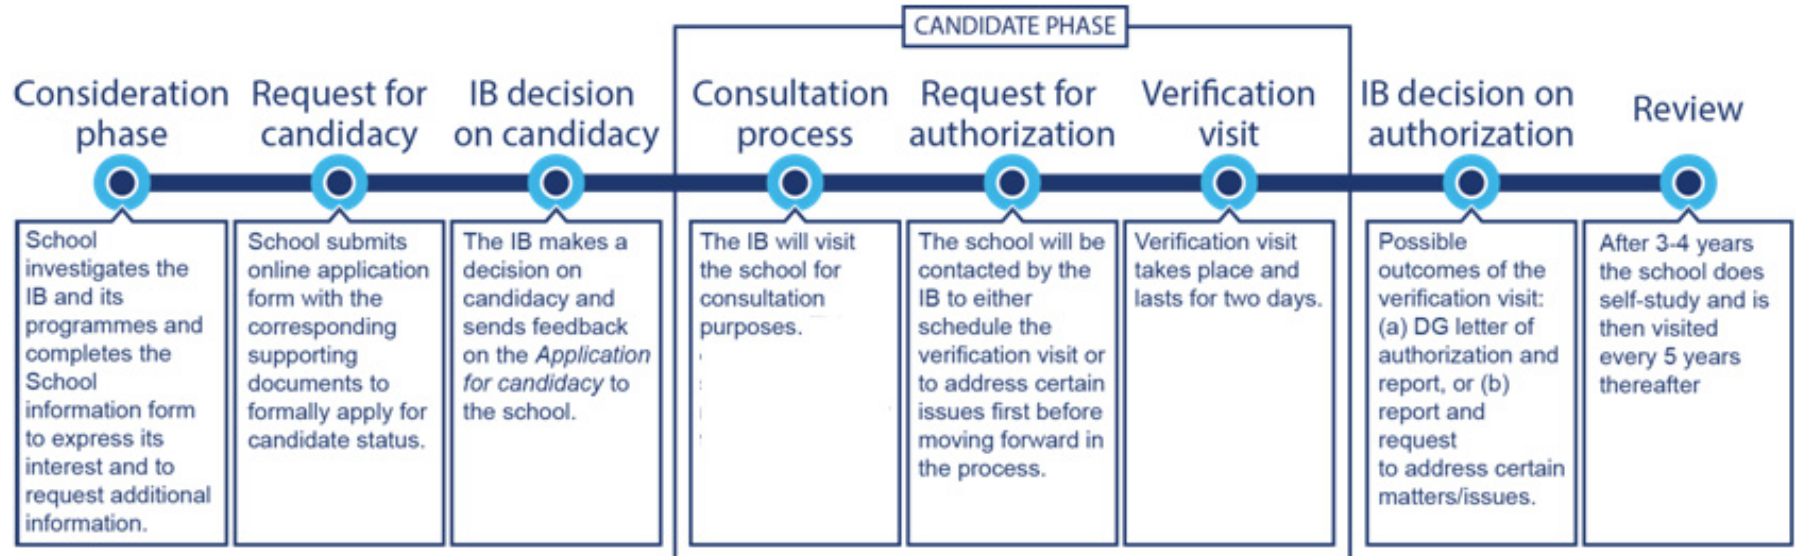 CANDIDATE PHASE
Consideration
phase
Request for
candidacy
IB decision
on candidacy
Consultation
process
Request for
authorization
Verification
visit
IB decision on
authorization
Review
School
investigates the
IB and its
programmes and
completes the
School
information form
to express its
interest and to
request additional
information.
School submits
online application
form with the
corresponding
supporting
documents to
formally apply for
candidate status.
The IB makes a
decision on
candidacy and
sends feedback
on the Application
for candidacy to
the school.
The IB will visit
the school for
consultation
purposes.
The school will be
contacted by the
IB to either
schedule the
verification visit or
to address certain
issues first before
moving forward in
the process.
Verification visit
takes place and
lasts for two days.
Possible
outcomes of the
verification visit:
(a) DG letter of
authorization and
report, or (b)
report and
request
to address certain
matters/issues.
After 3-4 years
the school does
self-study and is
then visited
every 5 years
thereafter